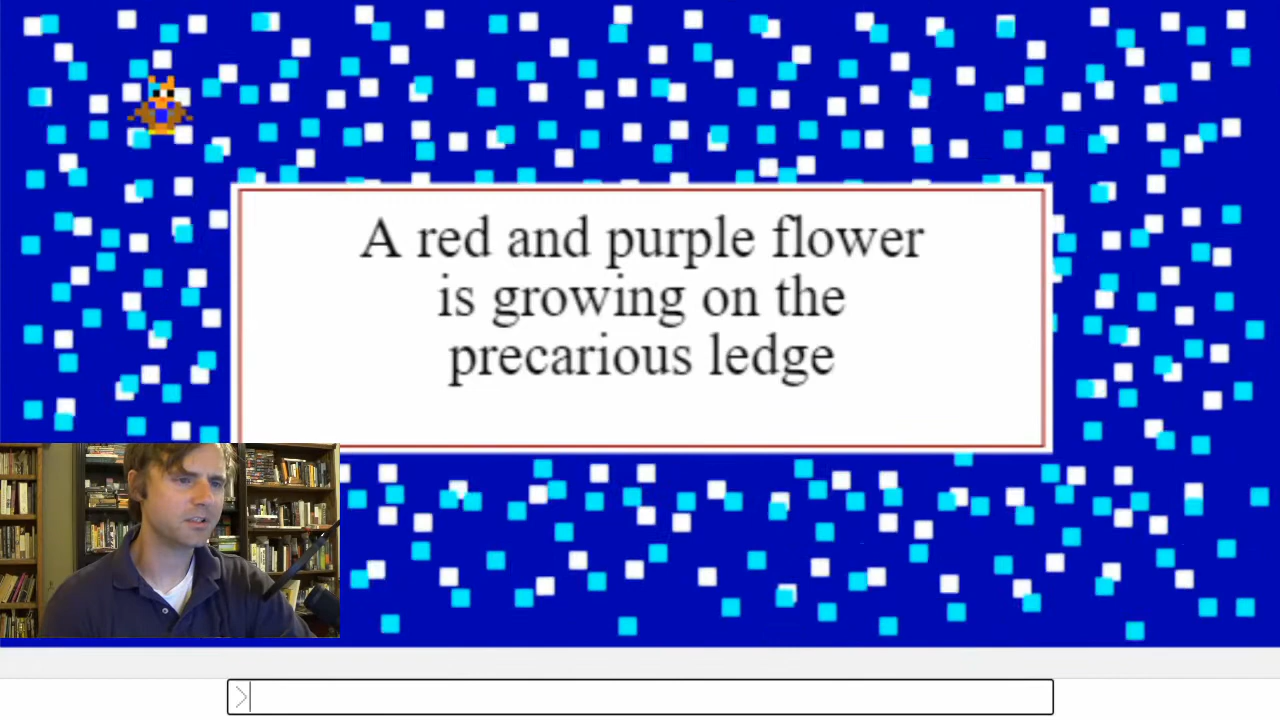 A red and purple flower
is growing on the
precarious ledge